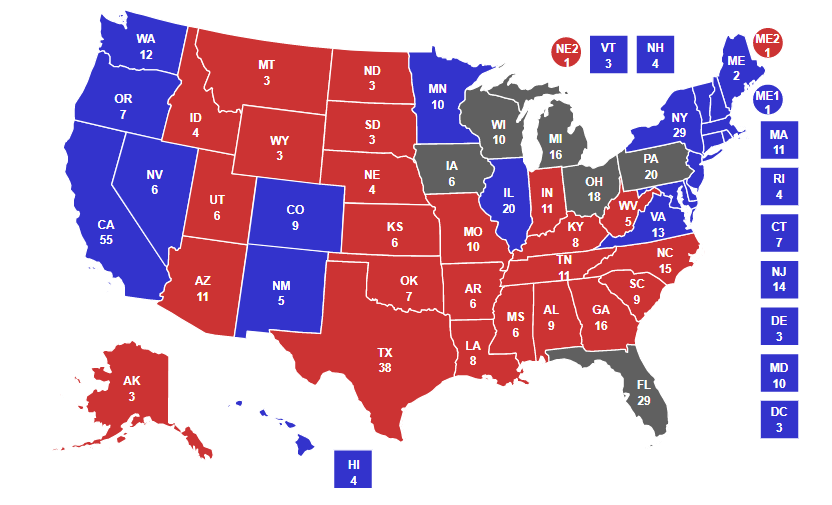 WA
12
OR
7
CA
55
NV
6
ID
4
MT
3
WY
3
UT
6
CO
9
AZ
11
NM
5
ND
3
SD
3
NE
4
KS
6
OK
7
TX
38
MN
10
IA
6
MO
10
AR
6
LA
8
WI
10
IL
20
MI
16
IN
11
OH
18
KY
8
TN
11
MS
6
AL
9
GA
16
FL
29
SC
9
NC
15
VA
13
WV
5
PA
20
NY
29
ME
2
NE2
1
VT
3
NH
4
ME2
1
ME1
1
MA
11
RI
4
CT
7
NJ
14
DE
3
MD
10
DC
3
AK
3
HI
4